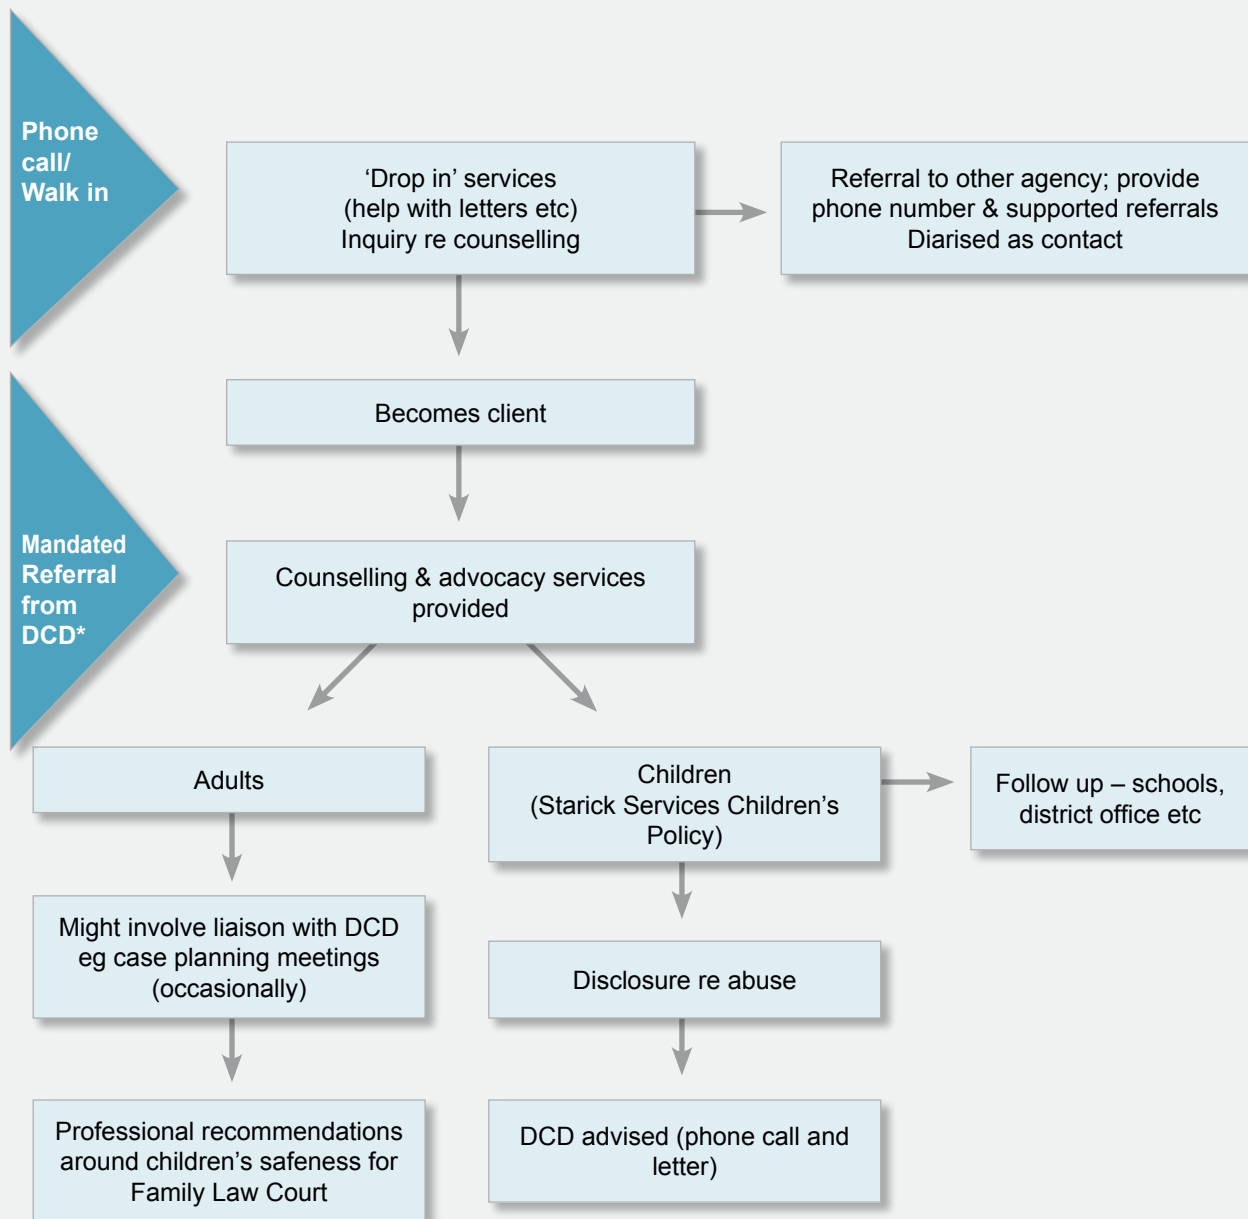 Phone
call/
Walk in
‘Drop in’ services
(help with letters etc)
Inquiry re counselling
Referral to other agency; provide
phone number & supported referrals
Diarised as contact
Becomes client
Mandated
Referral
from
DCD*
Counselling & advocacy services
provided
Adults
Children
(Starick Services Children’s
Policy)
Follow up – schools,
district office etc
Might involve liaison with DCD
eg case planning meetings
(occasionally)
Disclosure re abuse
Professional recommendations
around children’s safeness for
Family Law Court
DCD advised (phone call and
letter)